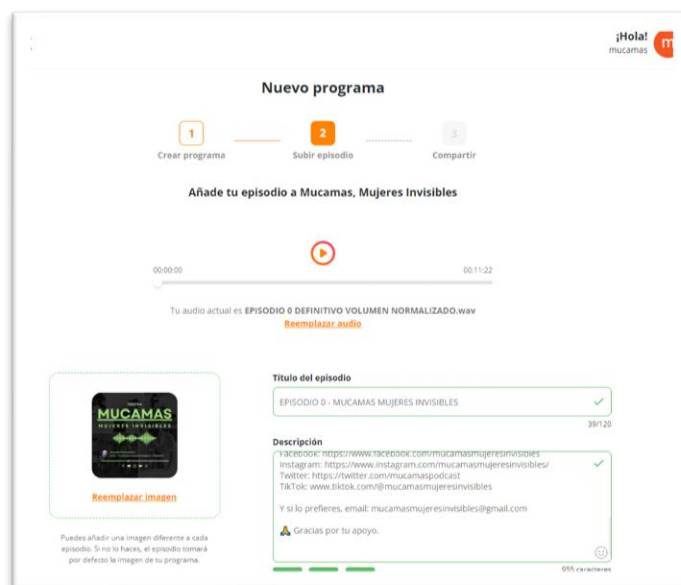 ¡Hola!
mucamas
m
Nuevo programa
1
2
3
Crear programa
Subir episodio
Compartir
Añade tu episodio a Mucamas, Mujeres Invisibles
00:00:00
00:11:22
Tu audio actual es EPISODIO 0 DEFINITIVO VOLUMEN NORMALIZADO.wav
Reemplazar audio
MUCAMAS
MUJERES INVISIBLES
Reemplazar imagen
Puedes añadir una imagen diferente a cada
episodio. Si no lo haces, el episodio tomará
por defecto la imagen de tu programa.
Título del episodio
EPISODIO 0 - MUCAMAS MUJERES INVISIBLES
39/120
Descripción
Facebook: https://www.facebook.com/mucamasmujeresinvisibles
Instagram: https://www.instagram.com/mucamasmujeresinvisibles/
Twitter: https://twitter.com/mucamaspodcast
TikTok: www.tiktok.com/@mucamasmujeresinvisibles
Y si lo prefieres, email: mucamasmujeresinvisibles@gmail.com
🙏 Gracias por tu apoyo.
955 caracteres